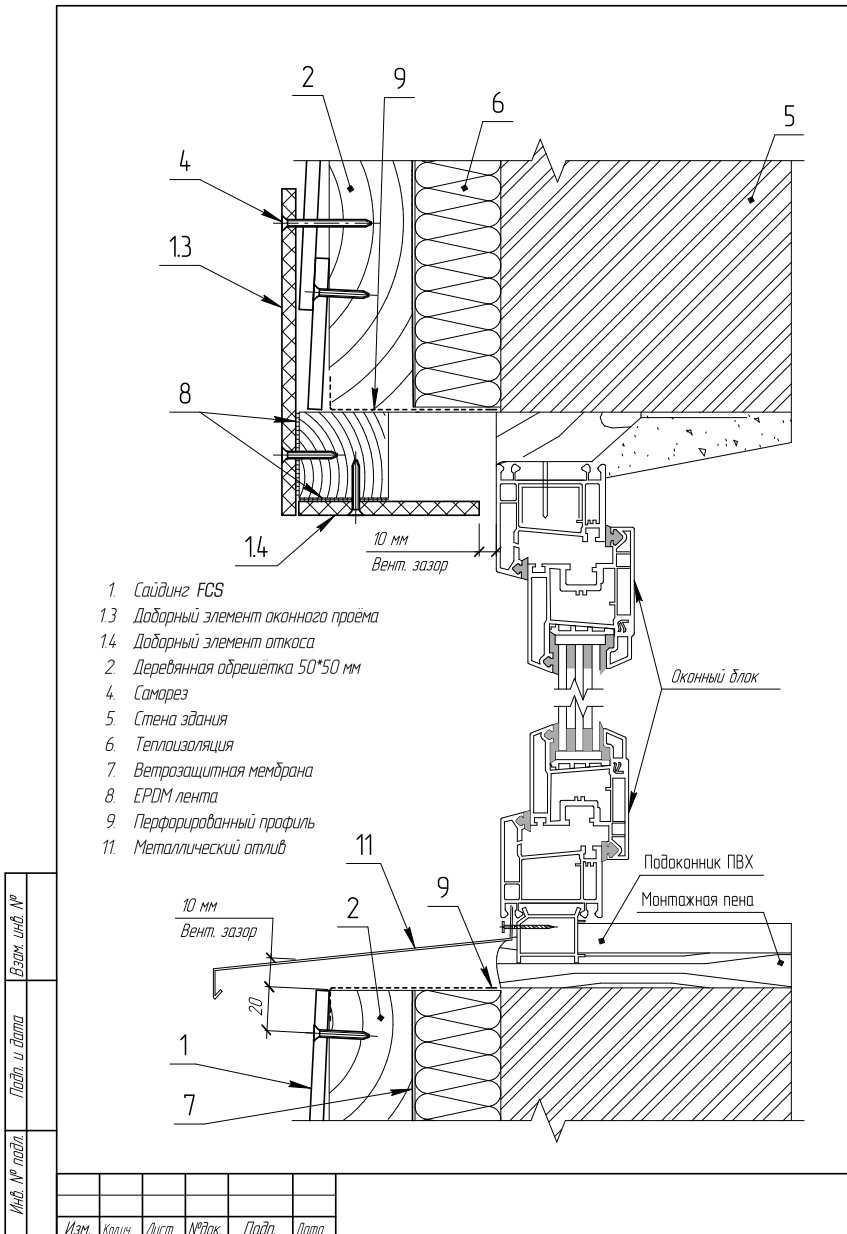 2
9
6
5
4
1.3
8
1.4
10 мм
Вент. зазор
1. Сайдинг FCS
1.3 Доборный элемент оконного проёма
1.4 Доборный элемент откоса
2. Деревянная обрешётка 50*50 мм
4. Саморез
5. Стена здания
6. Теплоизоляция
7. Ветрозащитная мембрана
8. EPDM лента
9. Перфорированный профиль
11. Металлический отлив
Оконный блок
11
Подоконник ПВХ
9
Монтажная пена
10 мм
Вент. зазор
2
20
1
7
Взам. инв. №
Подп. и дата
Инв. № подл.
Изм. Колич. Лист №док. Подп. Дата